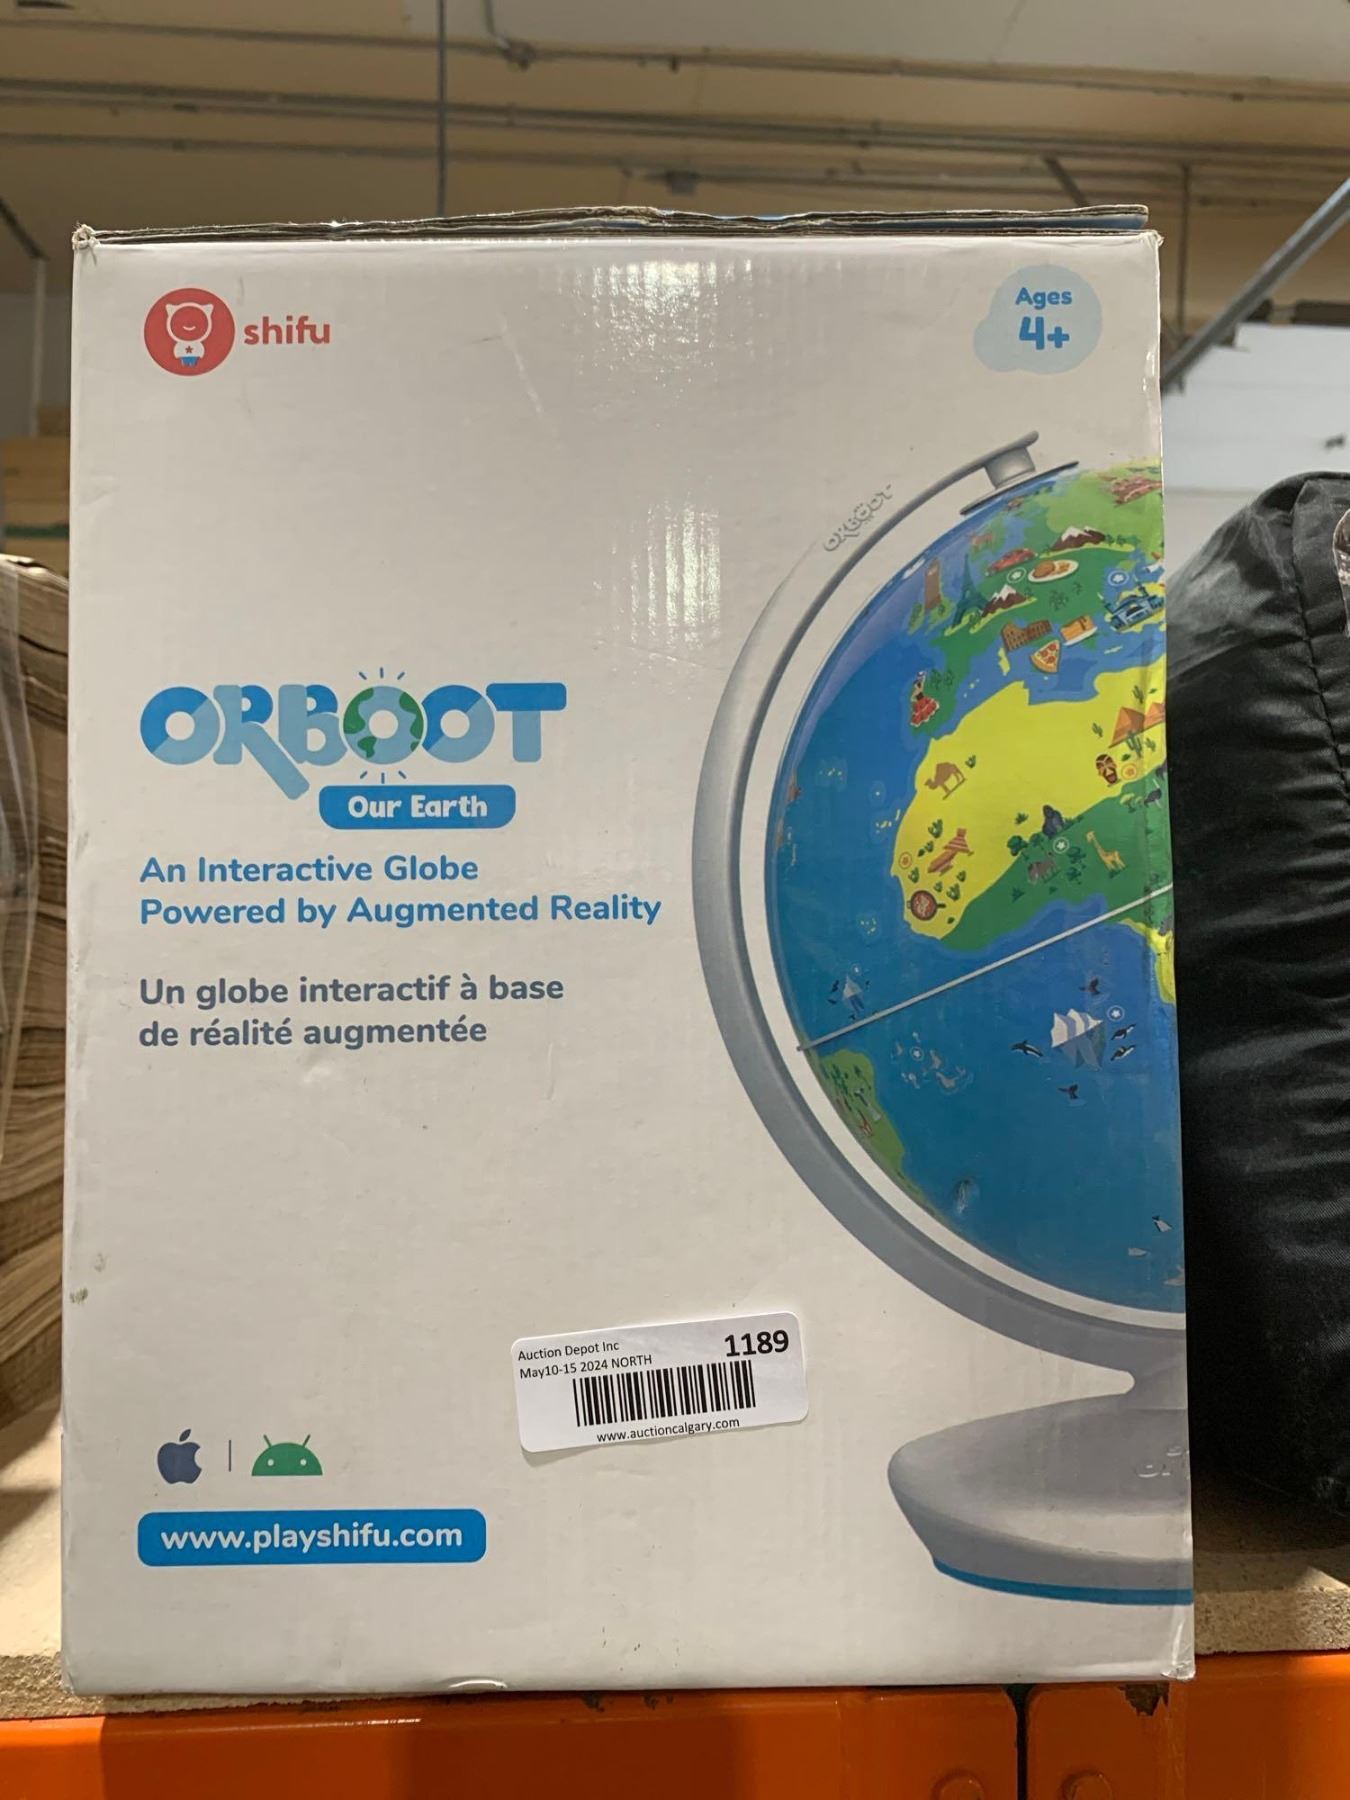 shifu
Ages
4+
ORBOOT
ORBOOT
Our Earth
An Interactive Globe
Powered by Augmented Reality
Un globe interactif à base
de réalité augmentée
Auction Depot Inc
1189
May10-15 2024 NORTH
www.auctioncalgary.com
www.playshifu.com